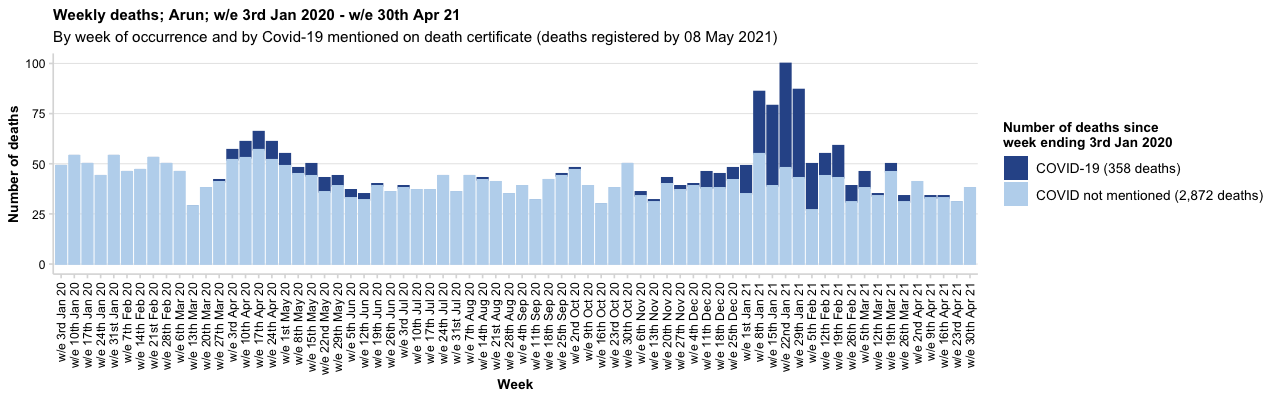 Weekly deaths; Arun; w/e 3rd Jan 2020 - w/e 30th Apr 21
By week of occurrence and by Covid-19 mentioned on death certificate (deaths registered by 08 May 2021)
Number of deaths
100
75
50
25
0
w/e 3rd Jan 20
w/e 10th Jan 20
w/e 17th Jan 20
w/e 24th Jan 20
w/e 31st Jan 20
w/e 7th Feb 20
w/e 14th Feb 20
w/e 21st Feb 20
w/e 28th Feb 20
w/e 6th Mar 20
w/e 13th Mar 20
w/e 20th Mar 20
w/e 27th Mar 20
w/e 3rd Apr 20
w/e 10th Apr 20
w/e 17th Apr 20
w/e 24th Apr 20
w/e 1st May 20
w/e 8th May 20
w/e 15th May 20
w/e 22nd May 20
w/e 29th May 20
w/e 5th Jun 20
w/e 12th Jun 20
w/e 19th Jun 20
w/e 26th Jun 20
w/e 3rd Jul 20
w/e 10th Jul 20
w/e 17th Jul 20
w/e 24th Jul 20
w/e 31st Jul 20
w/e 7th Aug 20
w/e 14th Aug 20
w/e 21st Aug 20
w/e 28th Aug 20
w/e 4th Sep 20
w/e 11th Sep 20
w/e 18th Sep 20
w/e 25th Sep 20
w/e 2nd Oct 20
w/e 9th Oct 20
w/e 16th Oct 20
w/e 23rd Oct 20
w/e 30th Oct 20
w/e 6th Nov 20
w/e 13th Nov 20
w/e 20th Nov 20
w/e 27th Nov 20
w/e 4th Dec 20
w/e 11th Dec 20
w/e 18th Dec 20
w/e 25th Dec 20
w/e 1st Jan 21
w/e 8th Jan 21
w/e 15th Jan 21
w/e 22nd Jan 21
w/e 29th Jan 21
w/e 5th Feb 21
w/e 12th Feb 21
w/e 19th Feb 21
w/e 26th Feb 21
w/e 5th Mar 21
w/e 12th Mar 21
w/e 19th Mar 21
w/e 26th Mar 21
w/e 2nd Apr 21
w/e 9th Apr 21
w/e 16th Apr 21
w/e 23rd Apr 21
w/e 30th Apr 21
Week
Number of deaths since
week ending 3rd Jan 2020
COVID-19 (358 deaths)
COVID not mentioned (2,872 deaths)